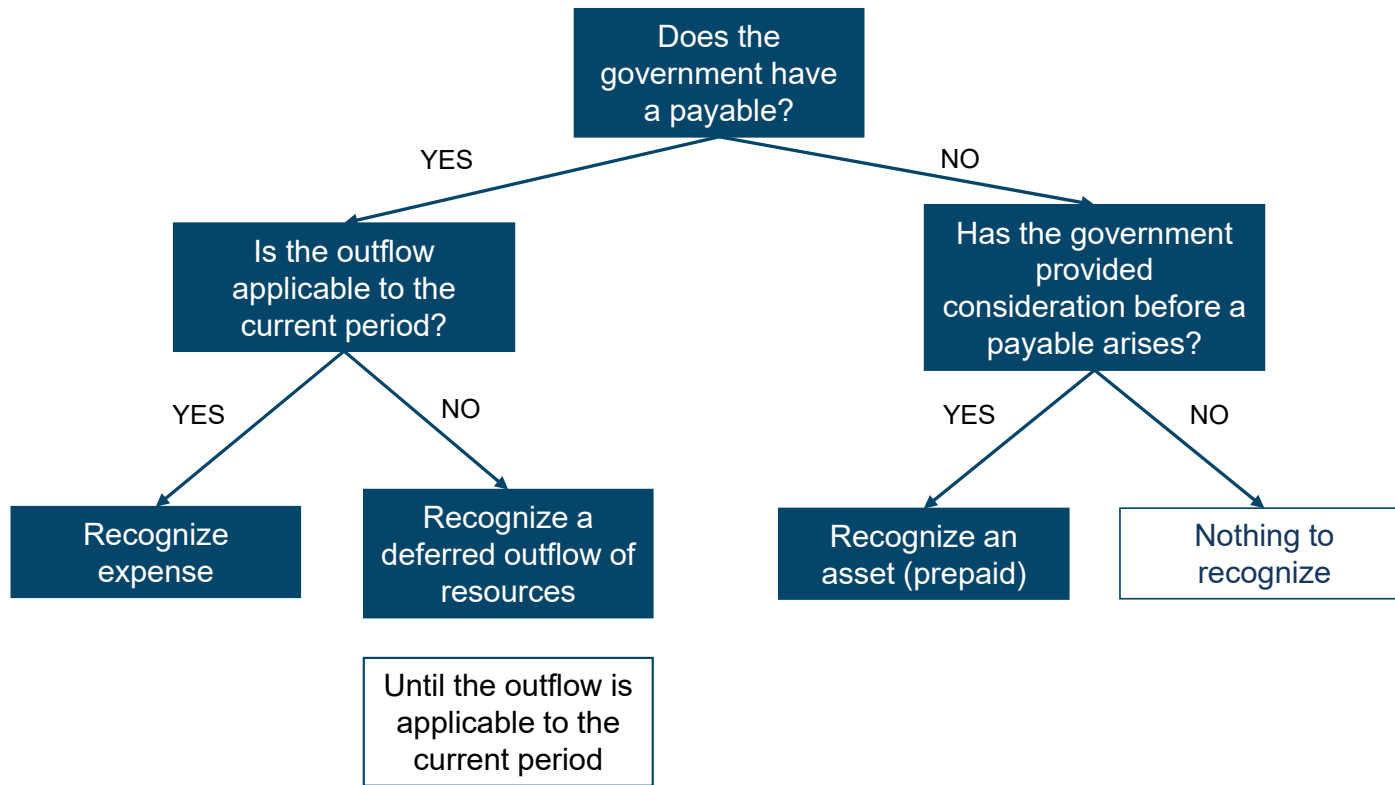 Does the
government have
a payable?
YES
NO
Is the outflow
applicable to the
current period?
Has the government
provided
consideration before a
payable arises?
YES
NO
YES
NO
Recognize
expense
Recognize a
deferred outflow of
resources
Recognize an
asset (prepaid)
Nothing to
recognize
Until the outflow is
applicable to the
current period